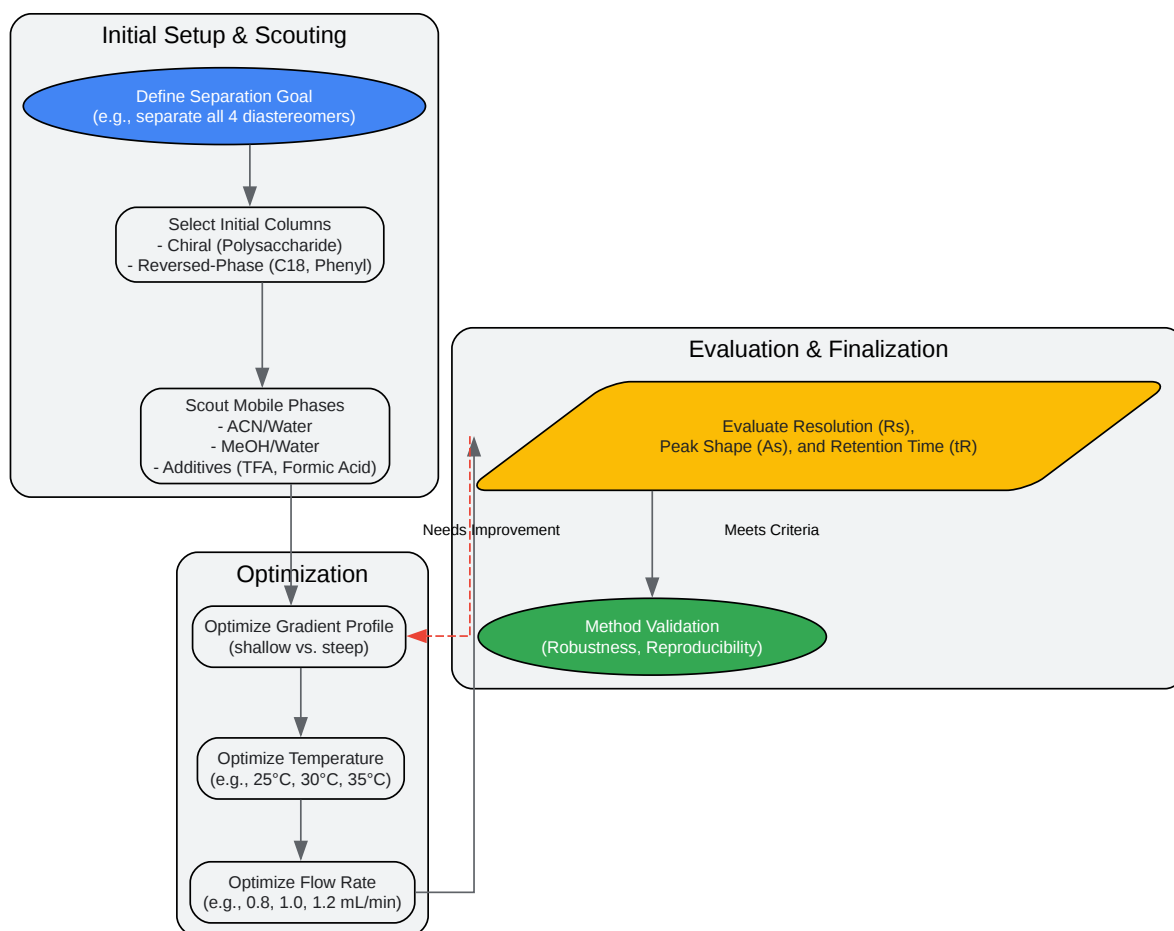 Initial Setup & Scouting
Define Separation Goal
(e.g., separate all 4 diastereomers)
Select Initial Columns
- Chiral (Polysaccharide)
- Reversed-Phase (C18, Phenyl)
Scout Mobile Phases
- ACN/Water
- MeOH/Water
- Additives (TFA, Formic Acid)
Evaluation & Finalization
Evaluate Resolution (Rs),
Peak Shape (As), and Retention Time (tR)
Needs Improvement
Meets Criteria
Method Validation
(Robustness, Reproducibility)
Optimization
Optimize Gradient Profile
(shallow vs. steep)
Optimize Temperature
(e.g., 25°C, 30°C, 35°C)
Optimize Flow Rate
(e.g., 0.8, 1.0, 1.2 mL/min)